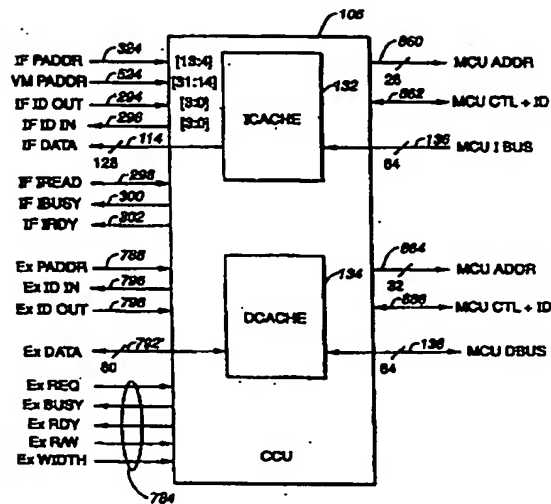 106
IF PADDR 324 [13:4]
VM PADDR 524 [31:14]
IF ID OUT 294 [3:0]
IF ID IN 296 [3:0]
IF DATA 114
128
IF IREAD 298
IF IBUSY 300
IF IRDY 302
ICACHE
132
860 MCU ADDR
28
862 MCU CTL + ID
136 MCU I BUS
64
Ex PADDR 788
Ex ID IN 796
Ex ID OUT 798
Ex DATA 792'
80
Ex REQ
Ex BUSY
Ex RDY
Ex R/W
Ex WIDTH
784
DCACHE
134
864 MCU ADDR
32
866 MCU CTL + ID
138 MCU DBUS
64
CCU